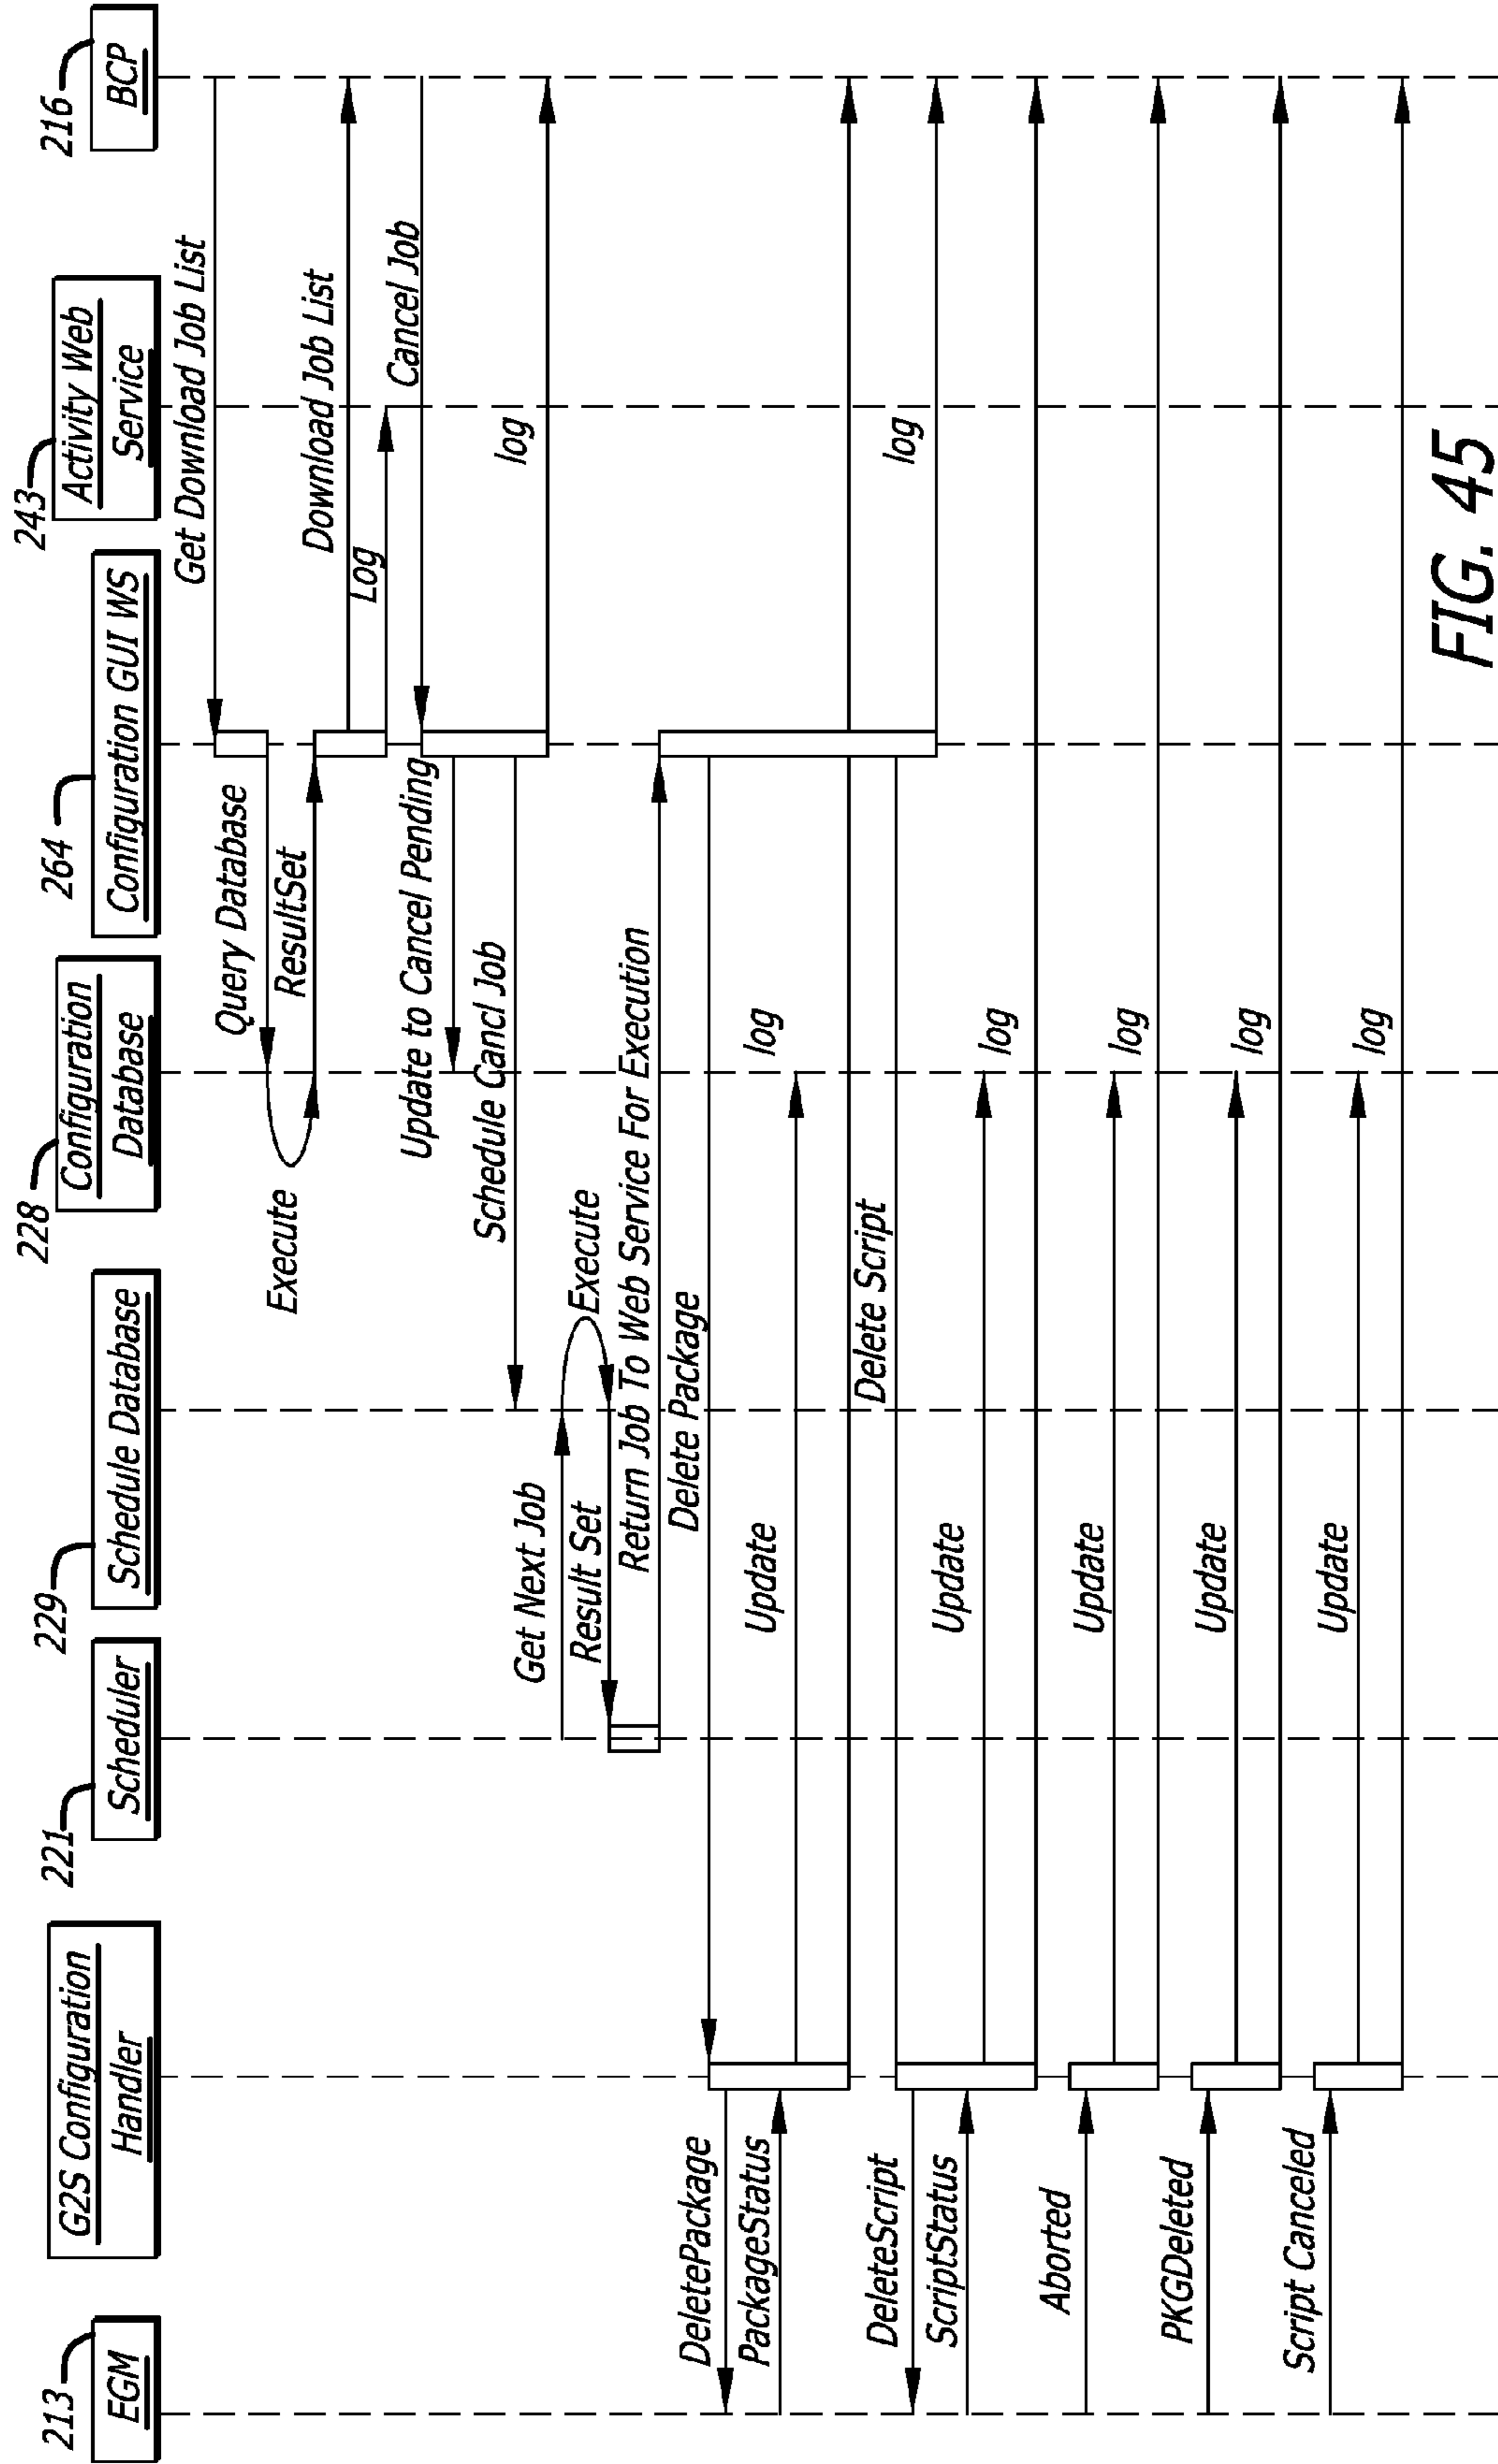 213
EGM
G2S Configuration
Handler
221
Scheduler
229
Schedule Database
228
Configuration
Database
264
Configuration GUI WS
243
Activity Web
Service
216
BCP
Get Download Job List
Query Database
Execute
ResultSet
Download Job List
Log
Cancel Job
Update to Cancel Pending
Schedule Cancl Job
log
Get Next Job
Execute
Result Set
Return Job To Web Service For Execution
Delete Package
DeletePackage
PackageStatus
Update
log
Delete Script
DeleteScript
log
ScriptStatus
Update
log
Aborted
Update
log
PKGDeleted
Update
log
Script Canceled
Update
log
FIG. 45